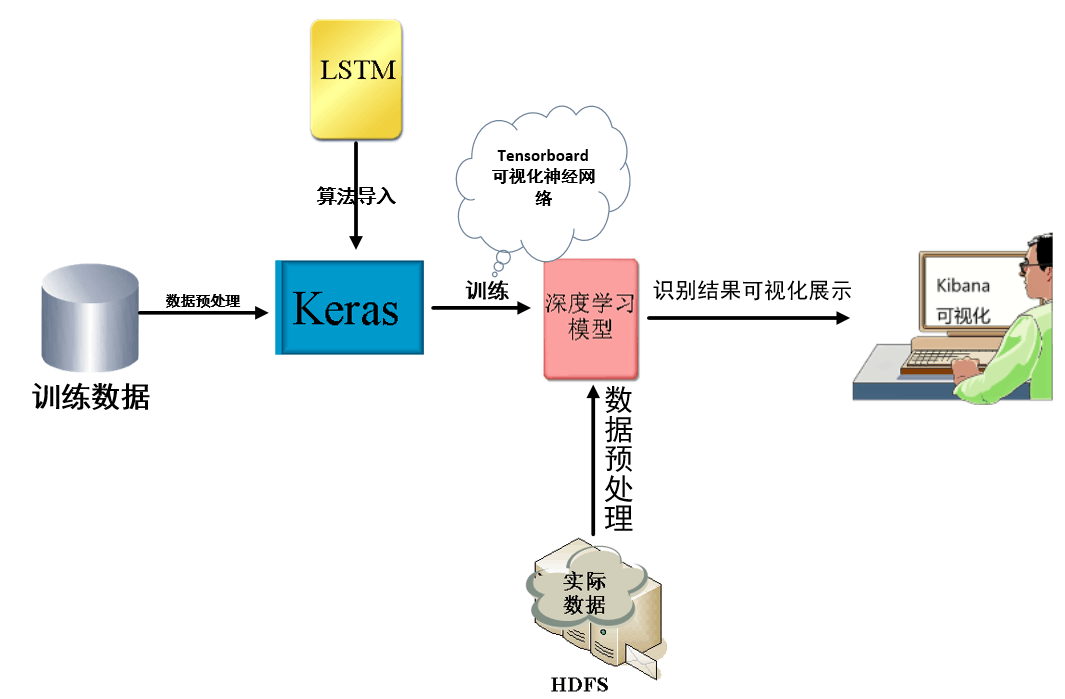 LSTM
算法导入
Tensorboard
可视化神经网
络
训练数据
数据预处理
Keras
训练
深度学习
模型
识别结果可视化展示
Kibana
可视化
数据预处理
实际
数据
HDFS